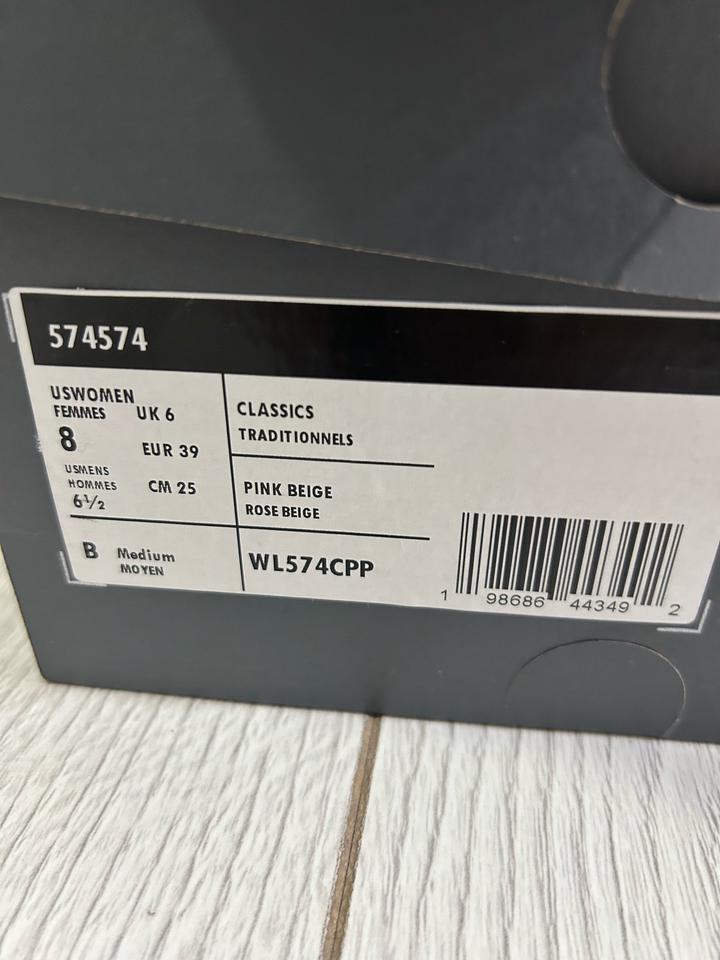 574574
USWOMEN
FEMMES UK 6
8
EUR 39
USMENS
HOMMES CM 25
6½
B Medium
MOYEN
CLASSICS
TRADITIONNELS
PINK BEIGE
ROSE BEIGE
WL574CPP
1 98686 44349 2